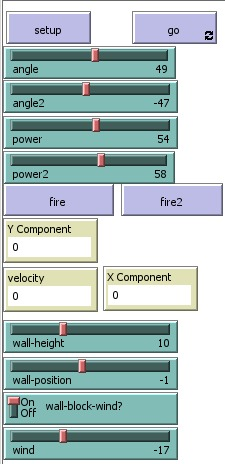 setup go
angle 49
angle2 -47
power 54
power2 58
fire fire2
Y Component
0
velocity X Component
0 0
wall-height 10
wall-position -1
On
Off wall-block-wind?
wind -17